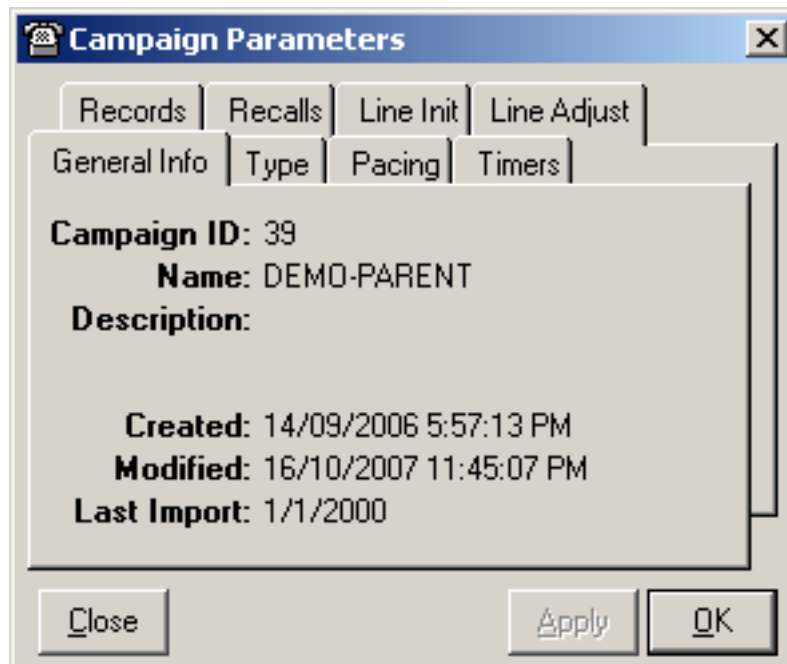 Campaign Parameters
Records Recalls Line Init Line Adjust
General Info Type Pacing Timers
Campaign ID: 39
Name: DEMO-PARENT
Description:
Created: 14/09/2006 5:57:13 PM
Modified: 16/10/2007 11:45:07 PM
Last Import: 1/1/2000
Close Apply OK